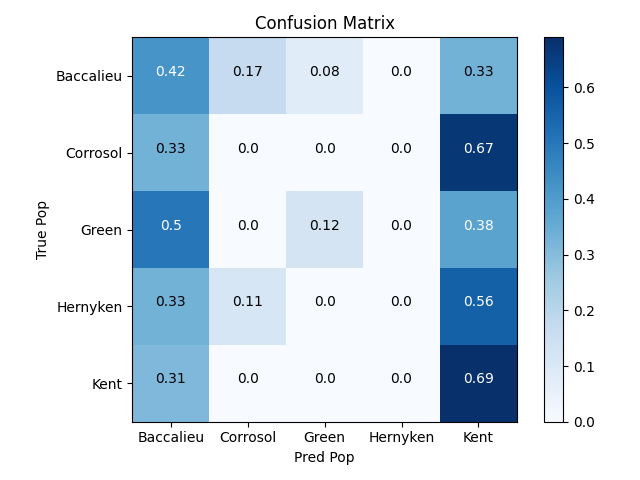 Confusion Matrix
Baccalieu 0.42 0.17 0.08 0.0 0.33
Corrosol 0.33 0.0 0.0 0.0 0.67
Green 0.5 0.0 0.12 0.0 0.38
Hernyken 0.33 0.11 0.0 0.0 0.56
Kent 0.31 0.0 0.0 0.0 0.69
Baccalieu Corrosol Green Hernyken Kent
Pred Pop
True Pop
0.6
0.5
0.4
0.3
0.2
0.1
0.0